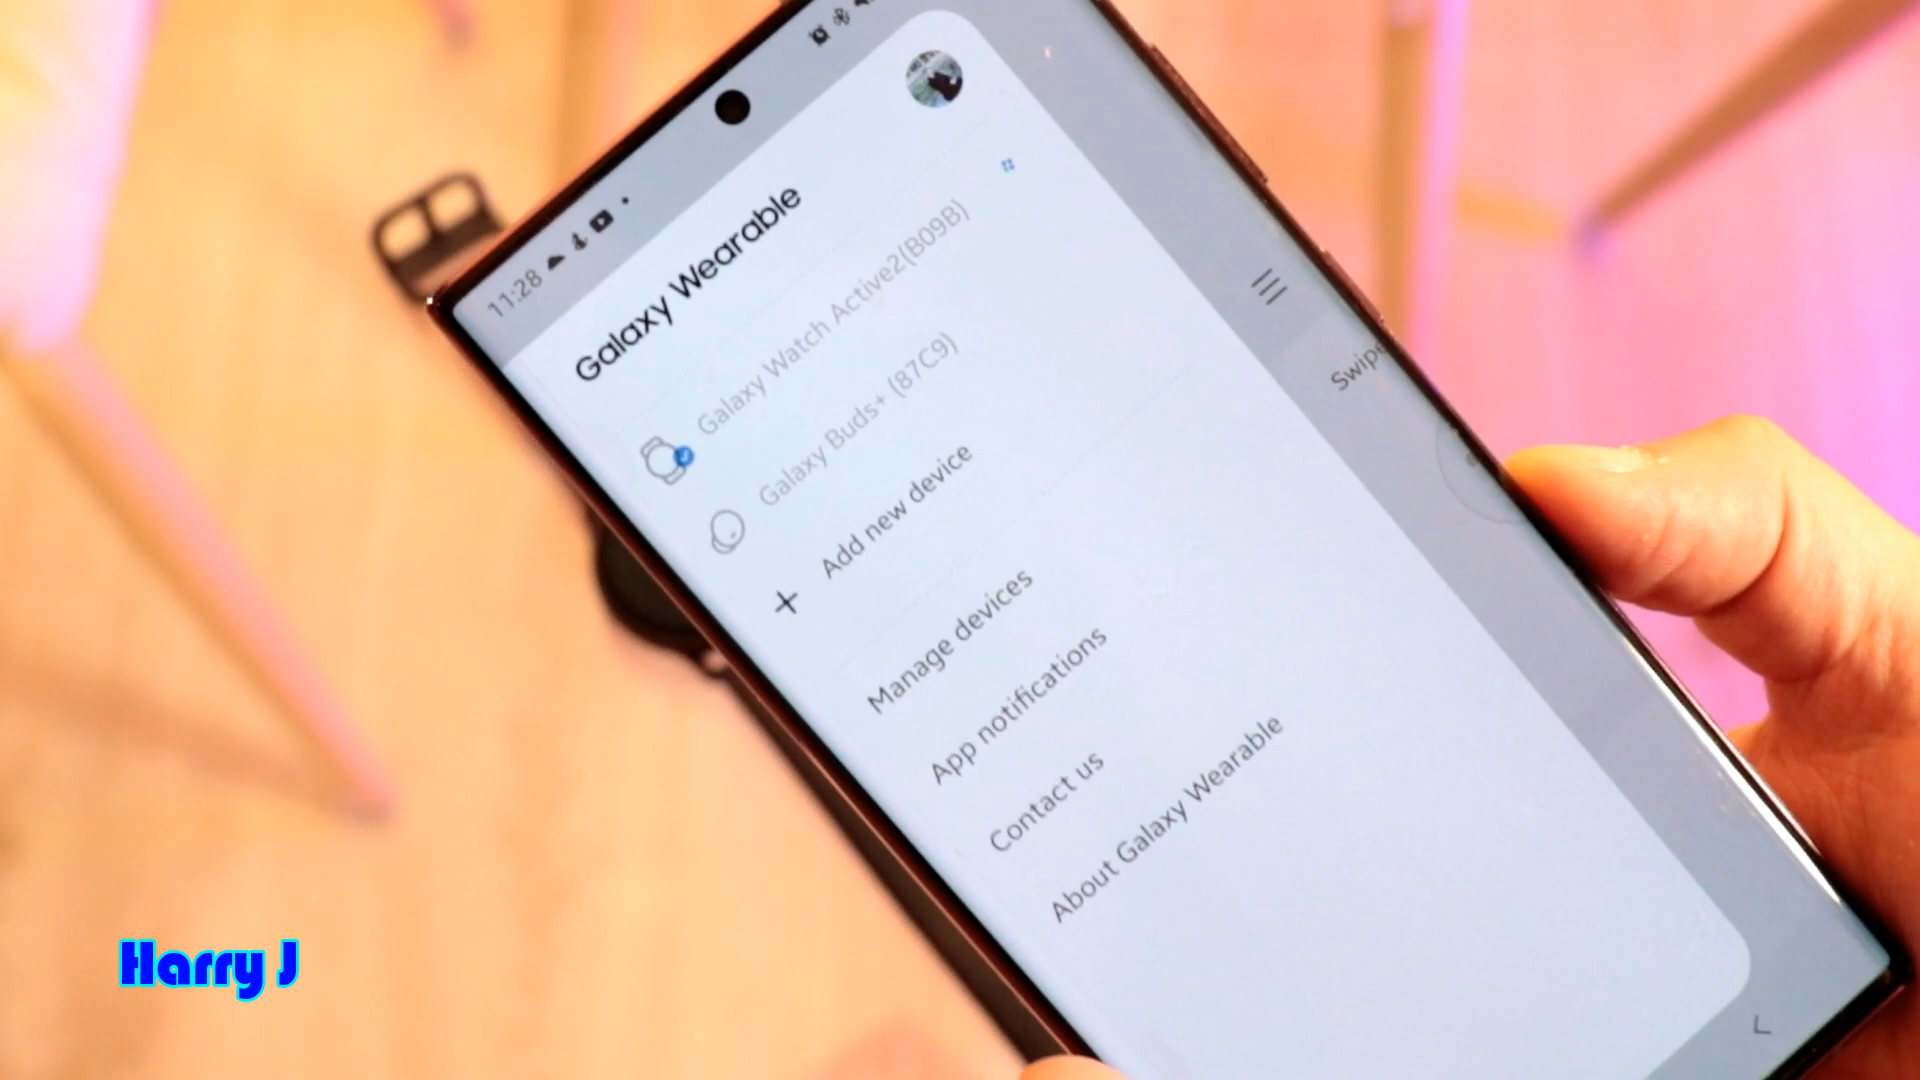 11:28
Galaxy Wearable
Galaxy Watch Active2(B09B)
Galaxy Buds+ (87C9)
Add new device
Manage devices
App notifications
Contact us
About Galaxy Wearable
Swipe
Harry J